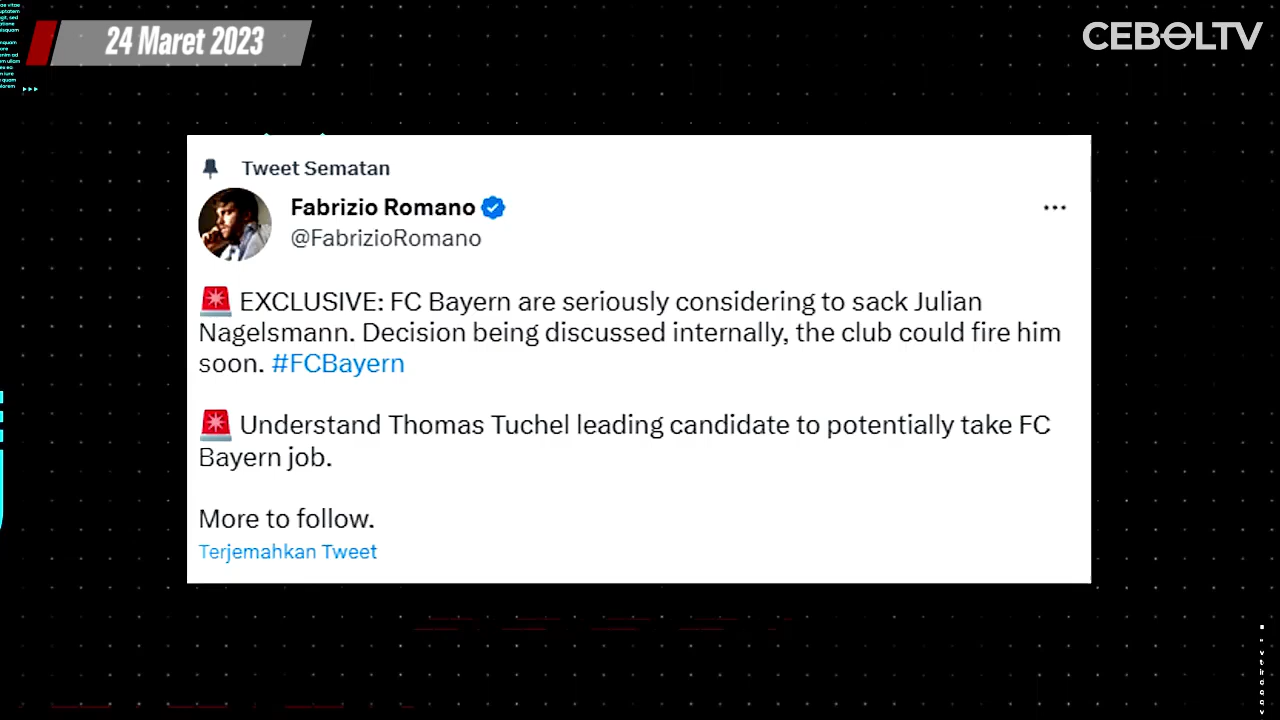 24 Maret 2023
CEBOLTV
Tweet Sematan
Fabrizio Romano
@FabrizioRomano
🚨 EXCLUSIVE: FC Bayern are seriously considering to sack Julian
Nagelsmann. Decision being discussed internally, the club could fire him
soon. #FCBayern
🚨 Understand Thomas Tuchel leading candidate to potentially take FC
Bayern job.
More to follow.
Terjemahkan Tweet